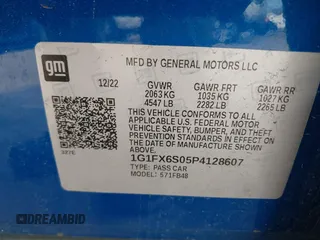 gm
MFD BY GENERAL MOTORS LLC
12/22 GVWR GAWR FRT GAWR RR
2063 KG 1035 KG 1027 KG
4547 LB 2282 LB 2265 LB
THIS VEHICLE CONFORMS TO ALL
APPLICABLE U.S. FEDERAL MOTOR
VEHICLE SAFETY, BUMPER, AND THEFT
PREVENTION STANDARDS IN EFFECT ON
THE DATE OF MANUFACTURE SHOWN ABOVE.
1G1FX6S05P4128607
TYPE: PASS CAR
MODEL: 571FB48
DREAMBID